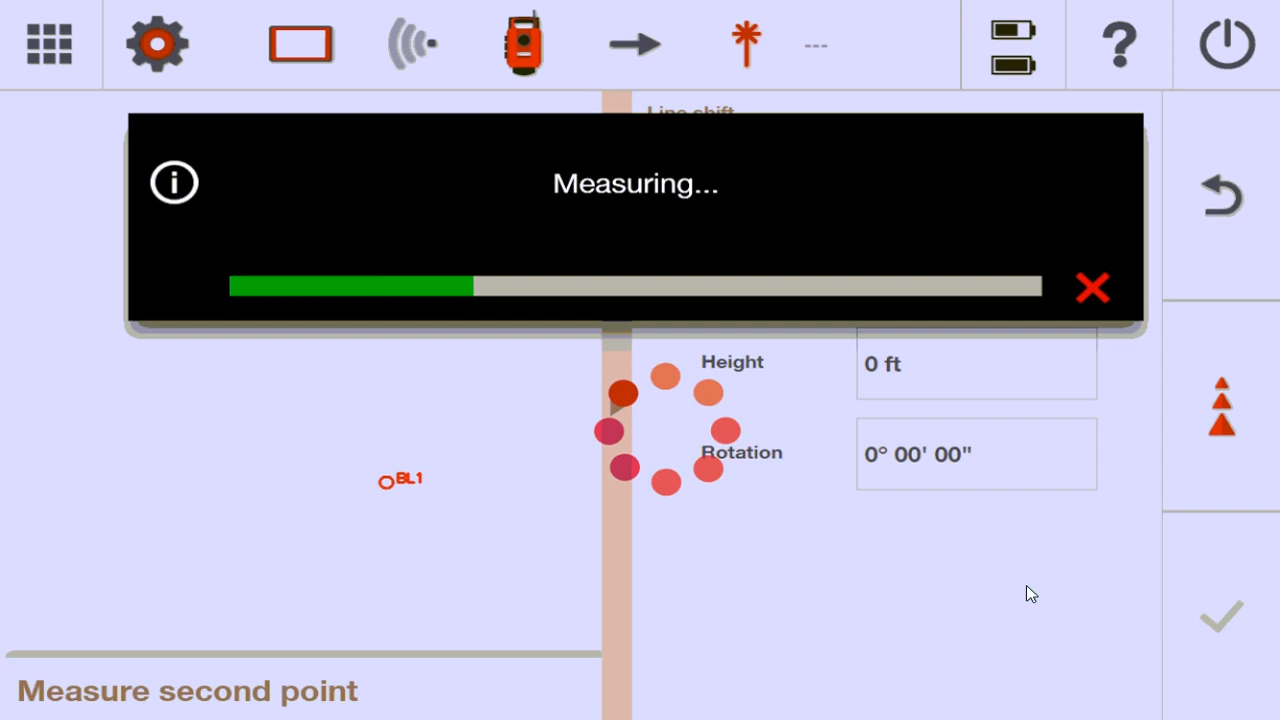 ---
?
Line shift
i
Measuring...
Height
0 ft
Rotation
0° 00' 00"
BL1
Measure second point